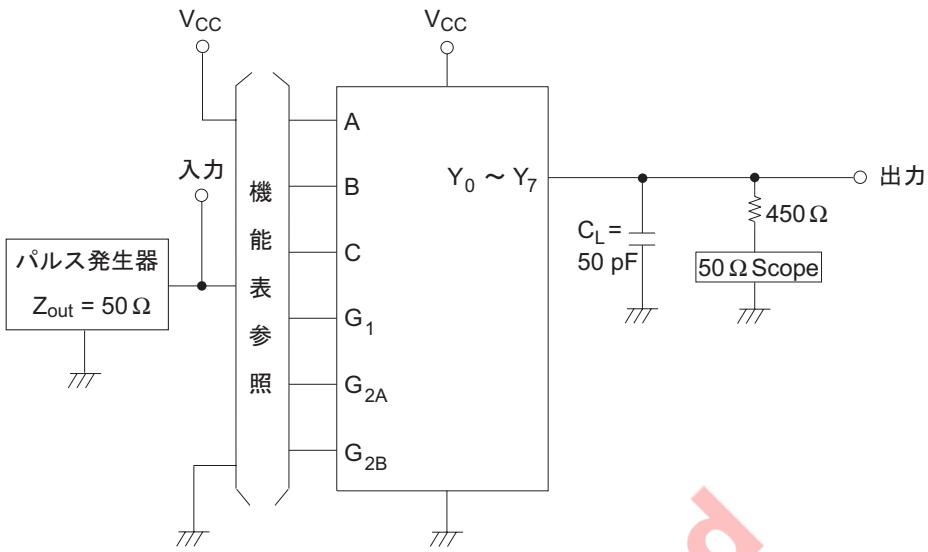 VCC
VCC
入力
パルス発生器
Zout = 50 Ω
機能表参照
A
B
C
G1
G2A
G2B
Y0 ～ Y7
CL =
50 pF
450 Ω
50 Ω Scope
出力